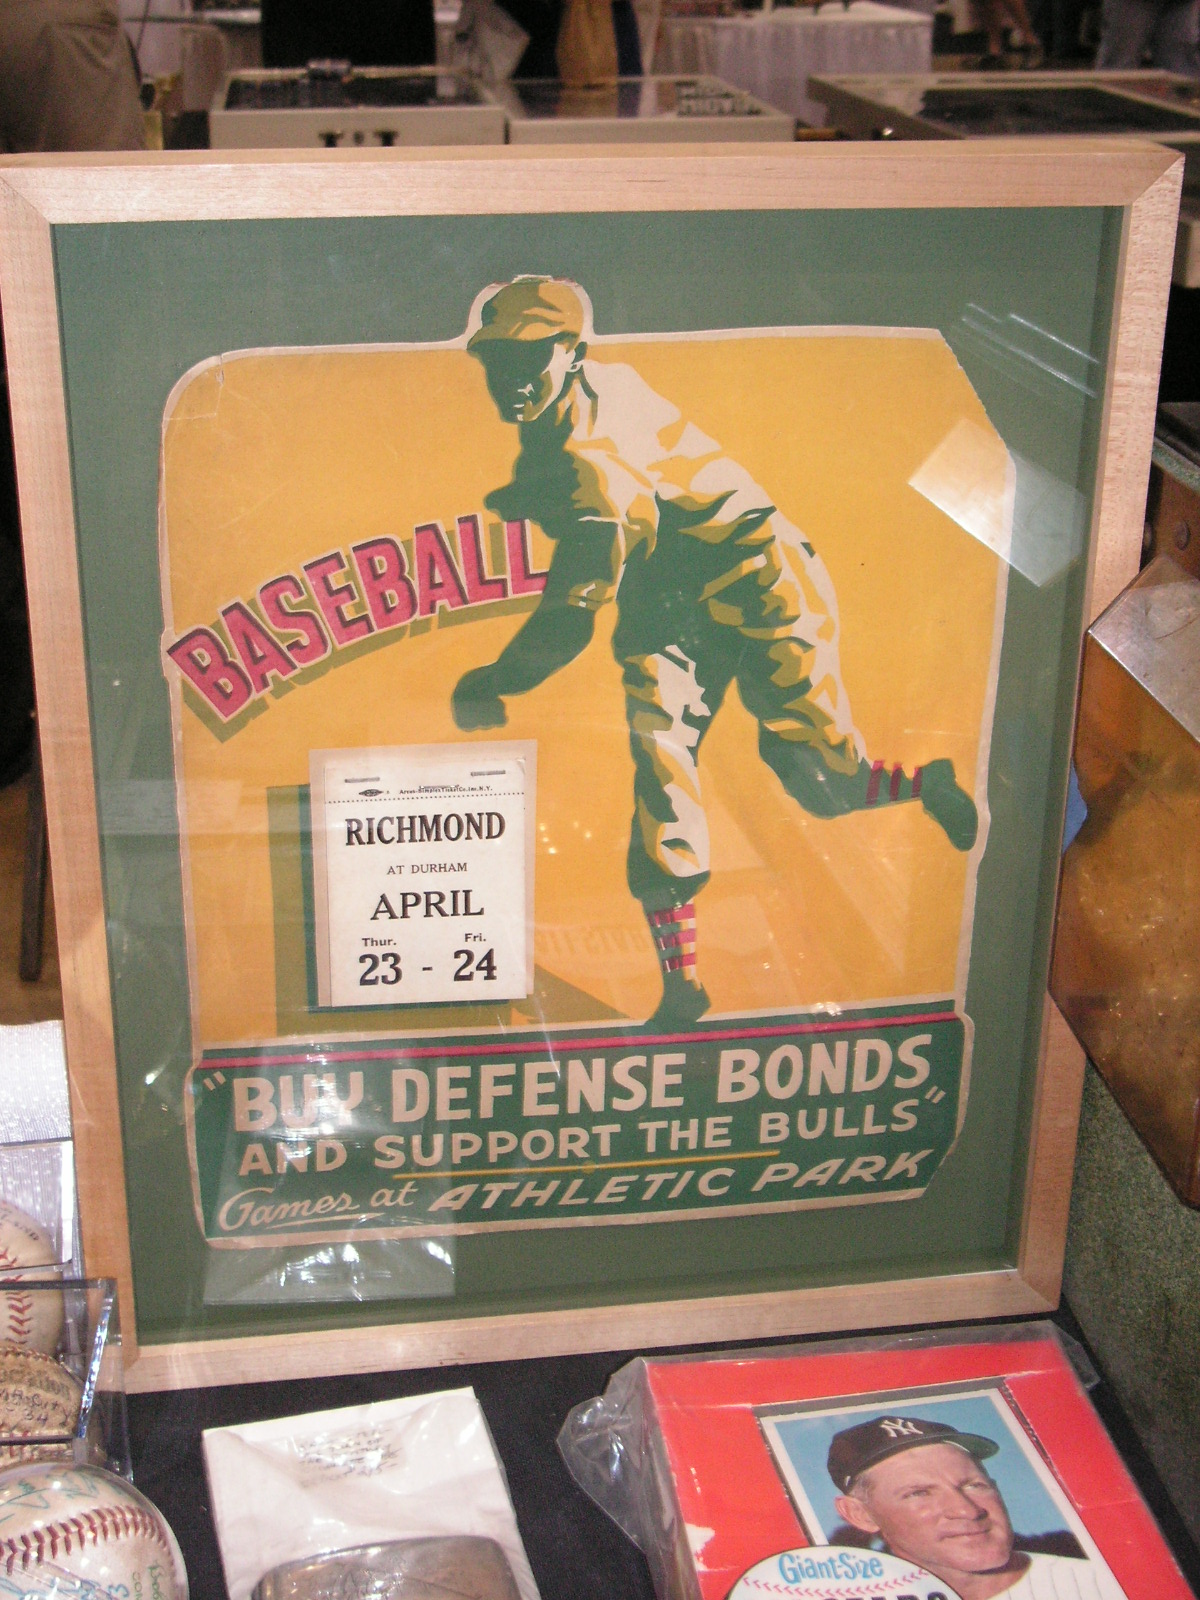 BASEBALL
RICHMOND
AT DURHAM
APRIL
Thur. Fri.
23 - 24
"BUY DEFENSE BONDS
AND SUPPORT THE BULLS"
Games at ATHLETIC PARK
NY
Giant-Size